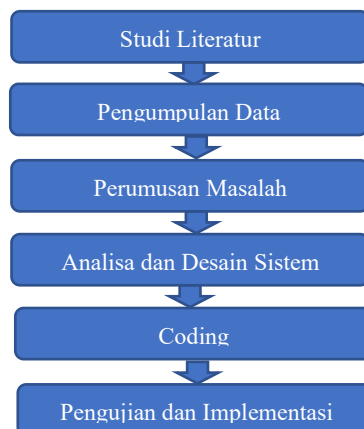 Studi Literatur
Pengumpulan Data
Perumusan Masalah
Analisa dan Desain Sistem
Coding
Pengujian dan Implementasi